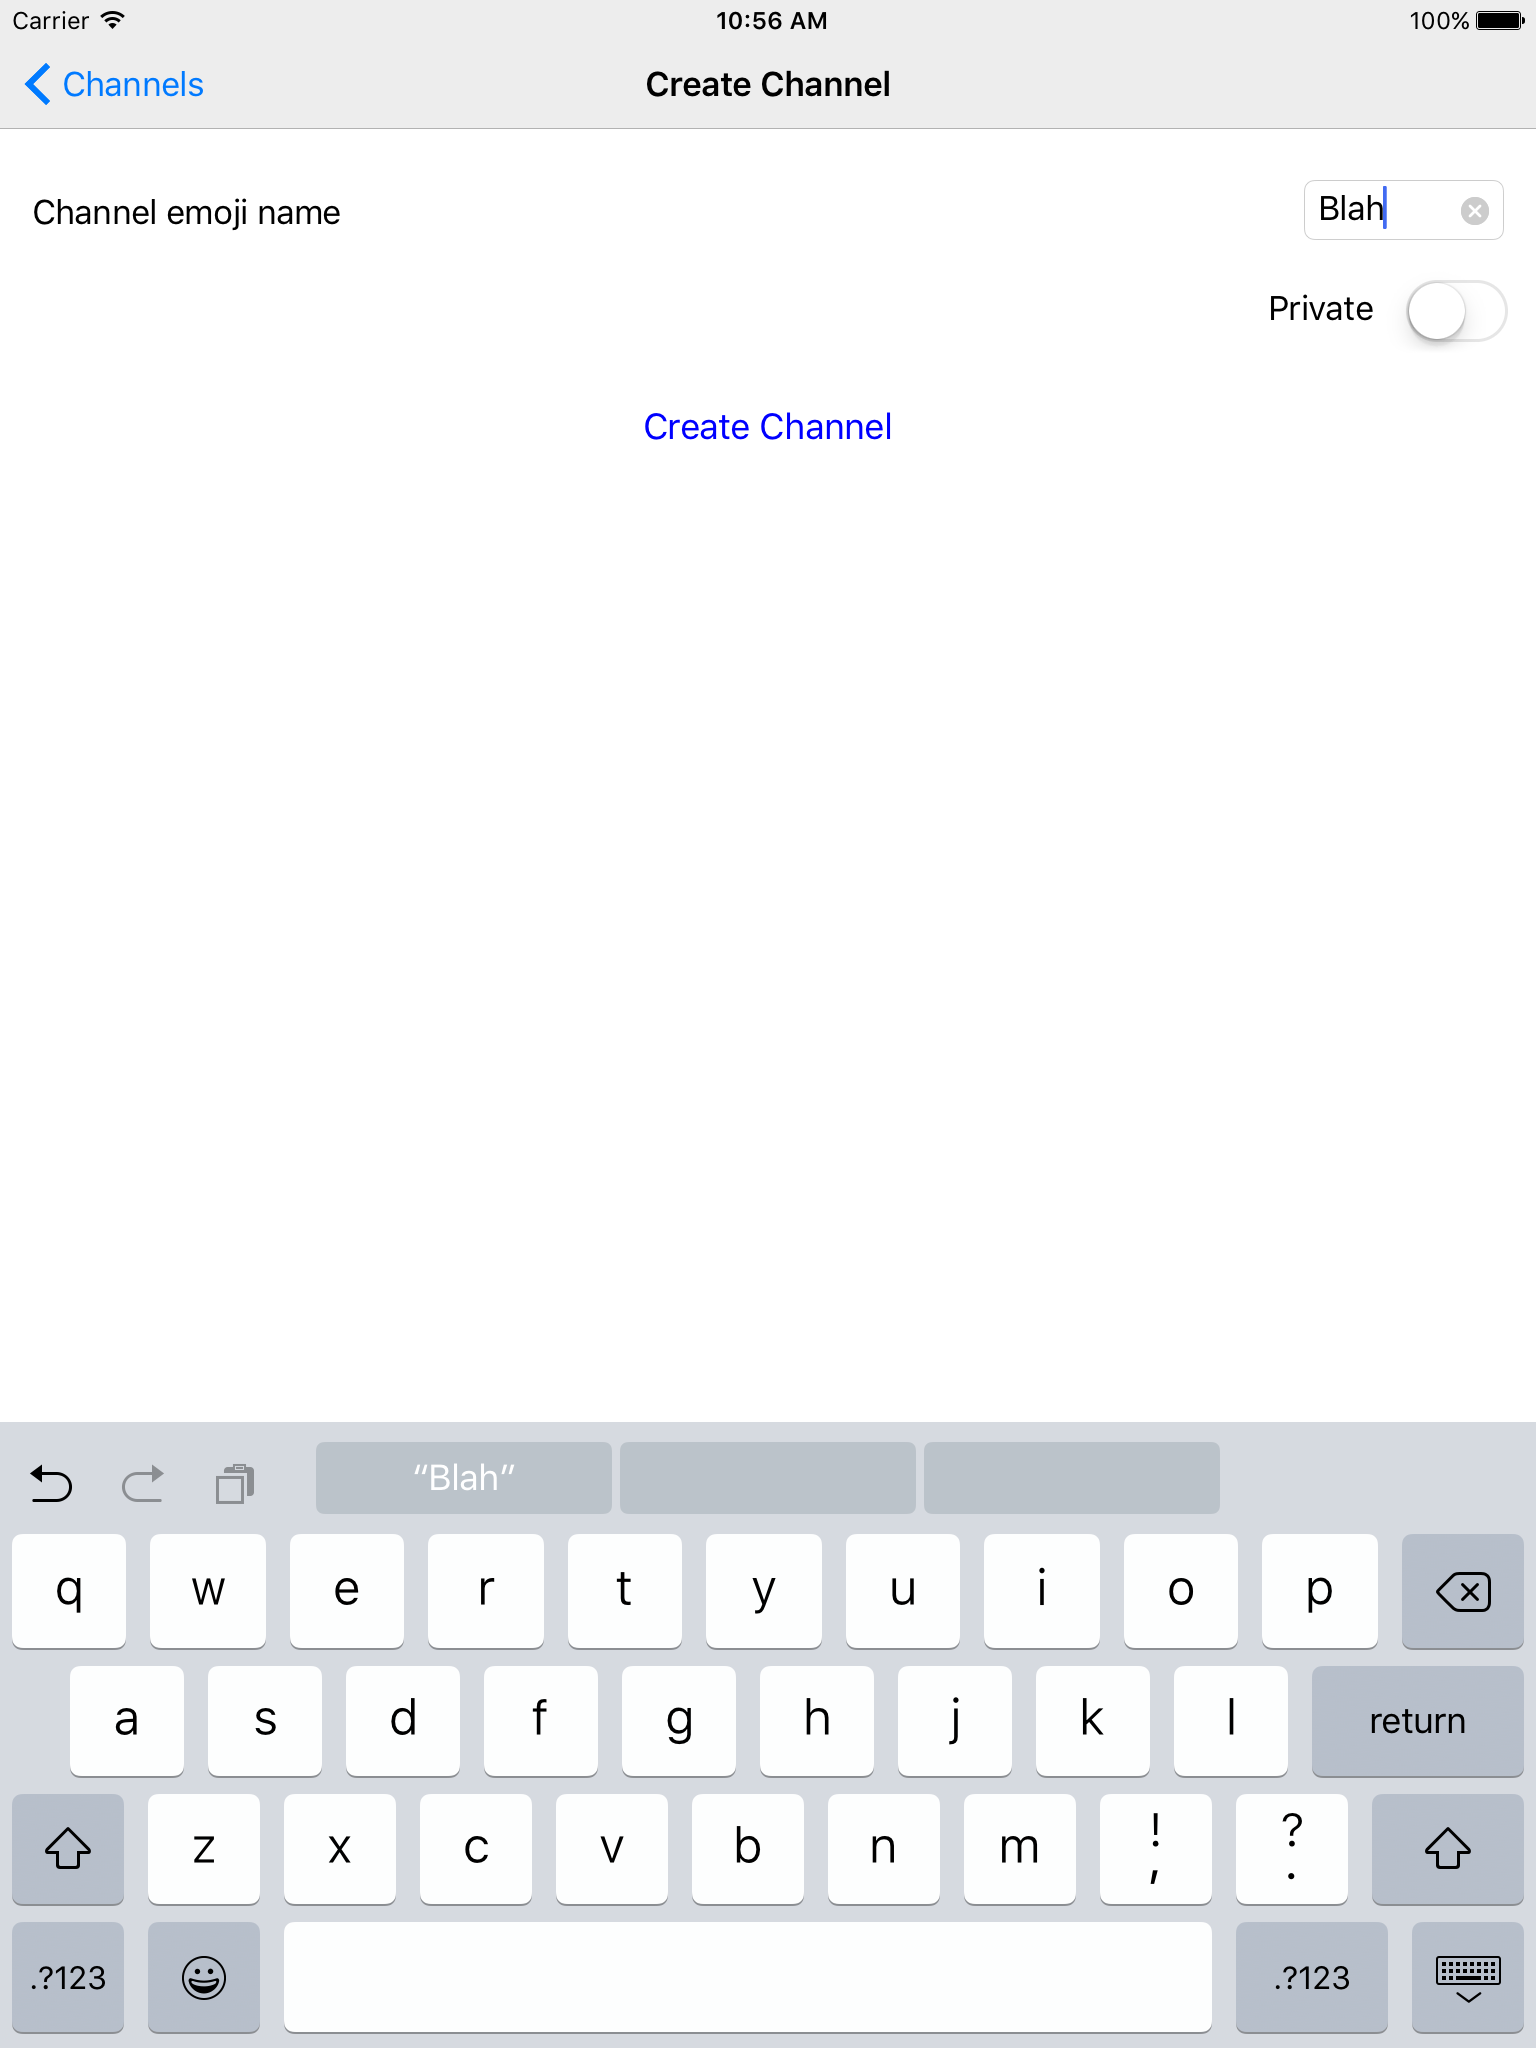 Carrier 10:56 AM 100%
Channels Create Channel
Channel emoji name Blah
Private
Create Channel
“Blah”
q w e r t y u i o p
a s d f g h j k l return
z x c v b n m ! , ? .
.?123 .?123